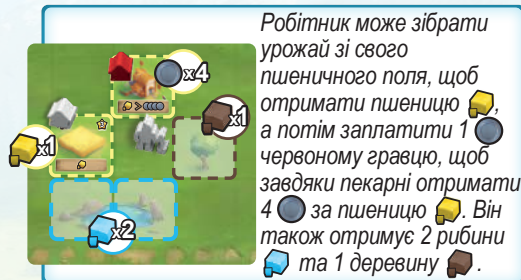 x4
x1
x1
x2
Робітник може зібрати
урожай зі свого
пшеничного поля, щоб
отримати пшеницю ,
а потім заплатити 1
червоному гравцю, щоб
завдяки пекарні отримати
4 за пшеницю . Він
також отримує 2 рибини
та 1 деревину .